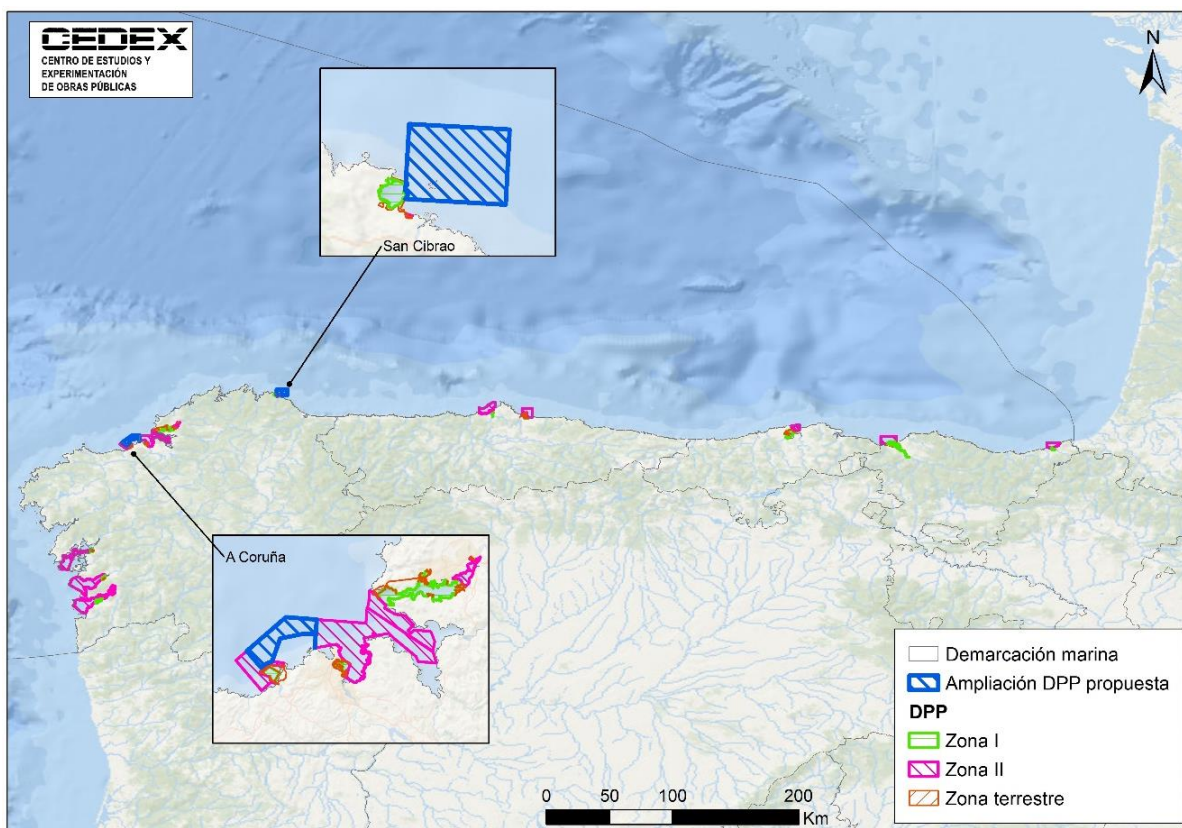 CEDEX
CENTRO DE ESTUDIOS Y
EXPERIMENTACIÓN
DE OBRAS PÚBLICAS
N
San Cibrao
A Coruña
Demarcación marina
Ampliación DPP propuesta
DPP
Zona I
Zona II
Zona terrestre
0 50 100 200
Km